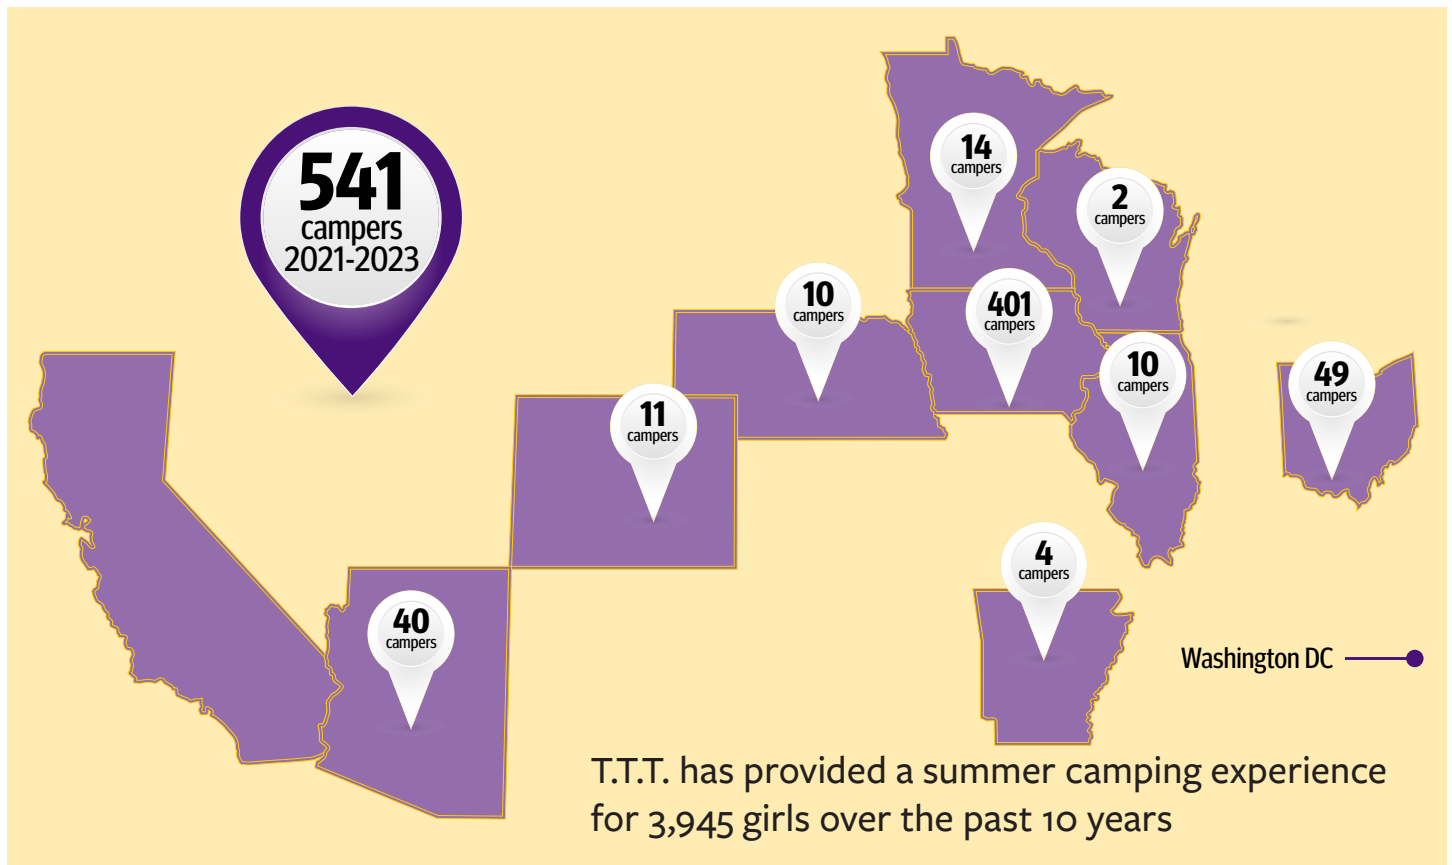 541
campers
2021-2023
14
campers
2
campers
10
campers
401
campers
10
campers
49
campers
11
campers
4
campers
40
campers
Washington DC
T.T.T. has provided a summer camping experience
for 3,945 girls over the past 10 years